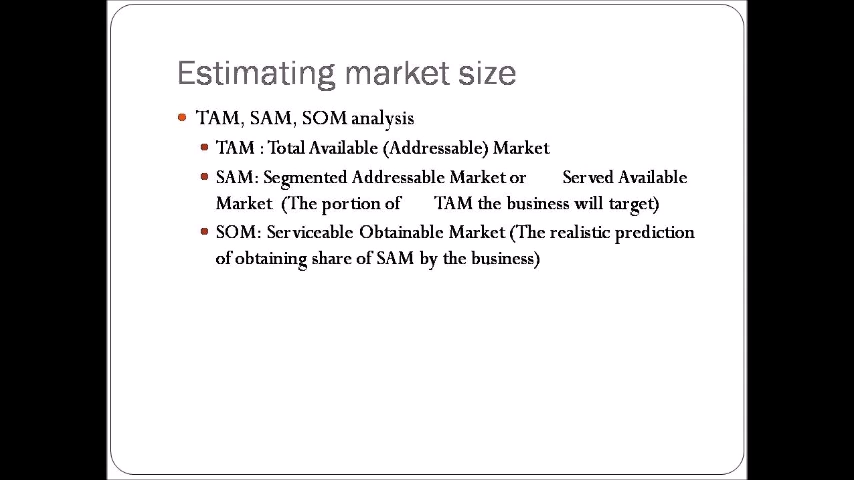 Estimating market size
TAM, SAM, SOM analysis
TAM : Total Available (Addressable) Market
SAM: Segmented Addressable Market or Served Available
Market (The portion of TAM the business will target)
SOM: Serviceable Obtainable Market (The realistic prediction
of obtaining share of SAM by the business)